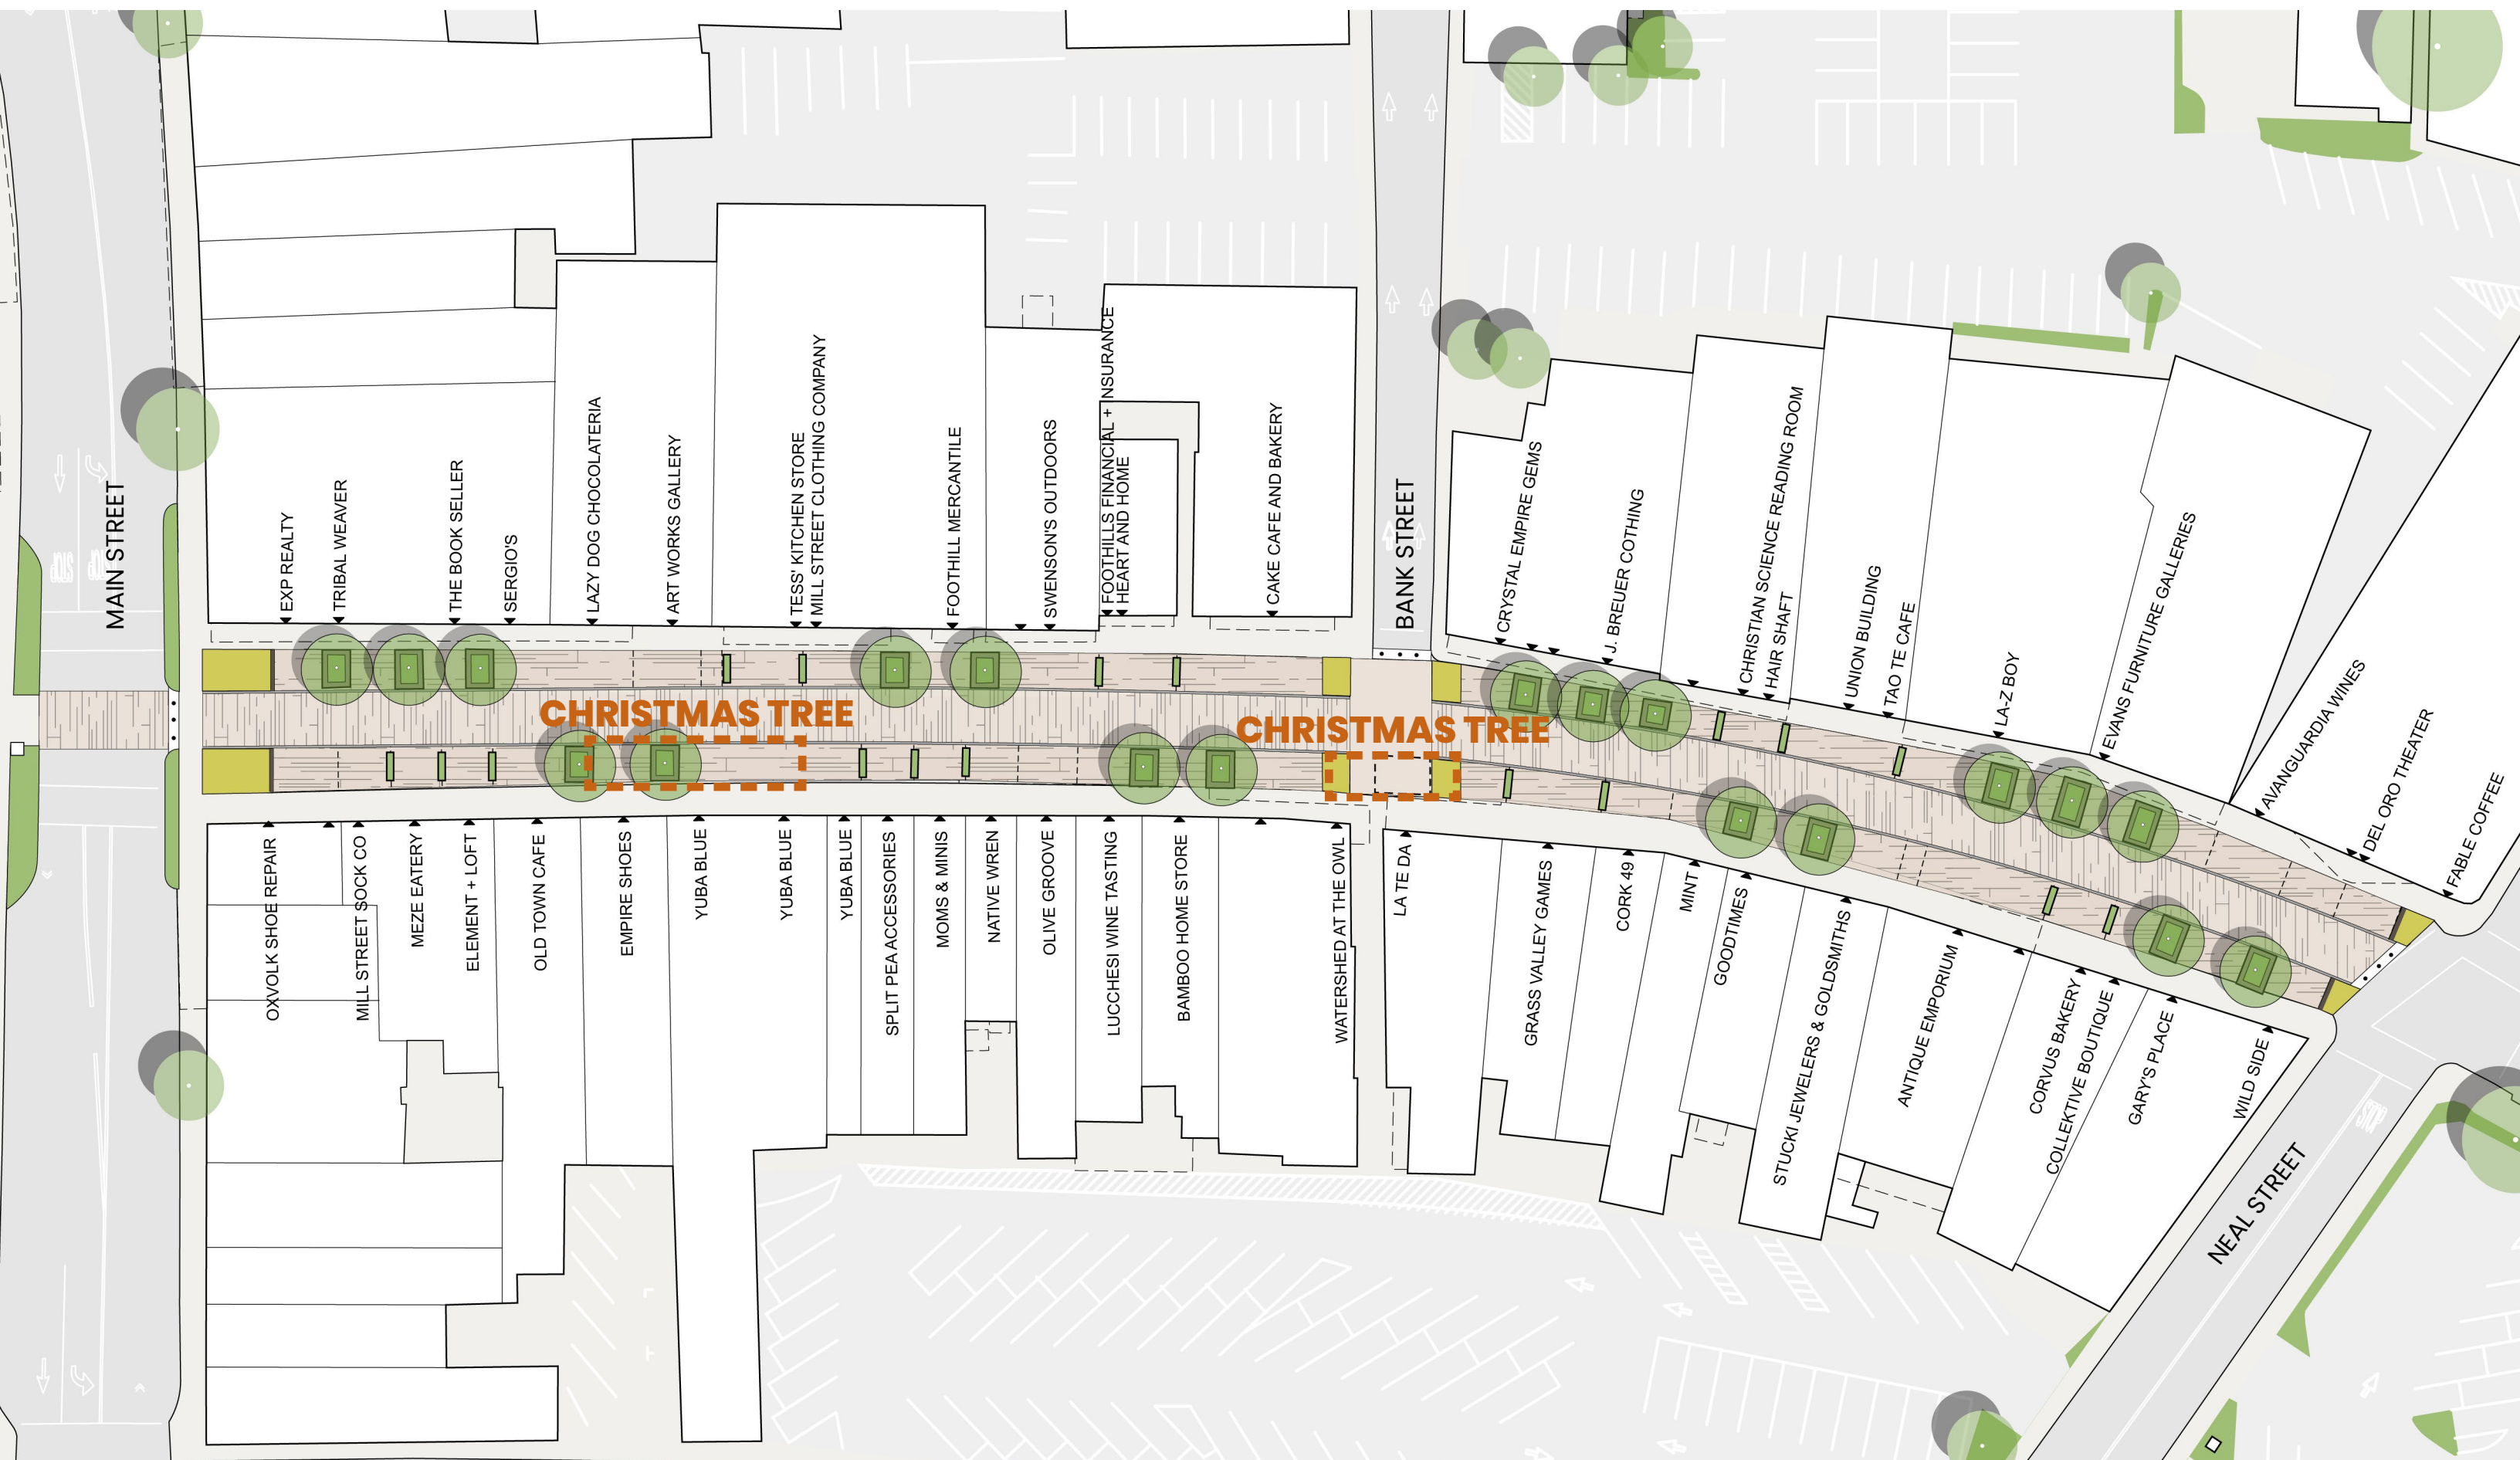 MAIN STREET
EXP REALTY
TRIBAL WEAVER
THE BOOK SELLER
SERGIO'S
LAZY DOG CHOCOLATERIA
ART WORKS GALLERY
TESS' KITCHEN STORE
MILL STREET CLOTHING COMPANY
FOOTHILL MERCANTILE
SWENSON'S OUTDOORS
FOOTHILLS FINANCIAL + INSURANCE
HEART AND HOME
CAKE CAFE AND BAKERY
BANK STREET
CRYSTAL EMPIRE GEMS
J. BREUER COTHING
CHRISTIAN SCIENCE READING ROOM
HAIR SHAFT
UNION BUILDING
TAO TE CAFE
LA-Z BOY
EVANS FURNITURE GALLERIES
AVANGUARDIA WINES
DEL ORO THEATER
FABLE COFFEE
CHRISTMAS TREE
CHRISTMAS TREE
OXVOLK SHOE REPAIR
MILL STREET SOCK CO
MEZE EATERY
ELEMENT + LOFT
OLD TOWN CAFE
EMPIRE SHOES
YUBA BLUE
YUBA BLUE
YUBA BLUE
SPLIT PEA ACCESSORIES
MOMS & MINIS
NATIVE WREN
OLIVE GROOVE
LUCCHESI WINE TASTING
BAMBOO HOME STORE
WATERSHED AT THE OWL
LA TE DA
GRASS VALLEY GAMES
CORK 49
MINT
GOODTIMES
STUCKI JEWELERS & GOLDSMITHS
ANTIQUE EMPORIUM
CORVUS BAKERY
COLLEKTIVE BOUTIQUE
GARY'S PLACE
WILD SIDE
NEAL STREET
STOP
STOP